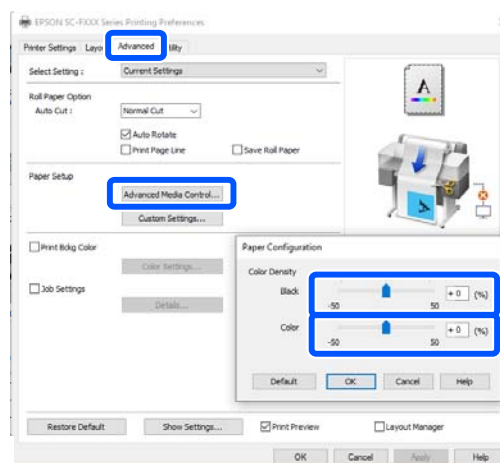 EPSON SC-FXXX Series Printing Preferences
Printer Settings Layo Advanced ility
Select Setting : Current Settings
Roll Paper Option
Auto Cut : Normal Cut
Auto Rotate
Print Page Line Save Roll Paper
Paper Setup
Advanced Media Control...
Custom Settings...
Print Bdkg Color
Color Settings...
Job Settings
Details...
A
Paper Configuration
Color Density
Black + 0 (%)
-50 50
Color + 0 (%)
-50 50
Default OK Cancel Help
Restore Default Show Settings... Print Preview Layout Manager
OK Cancel Apply Help